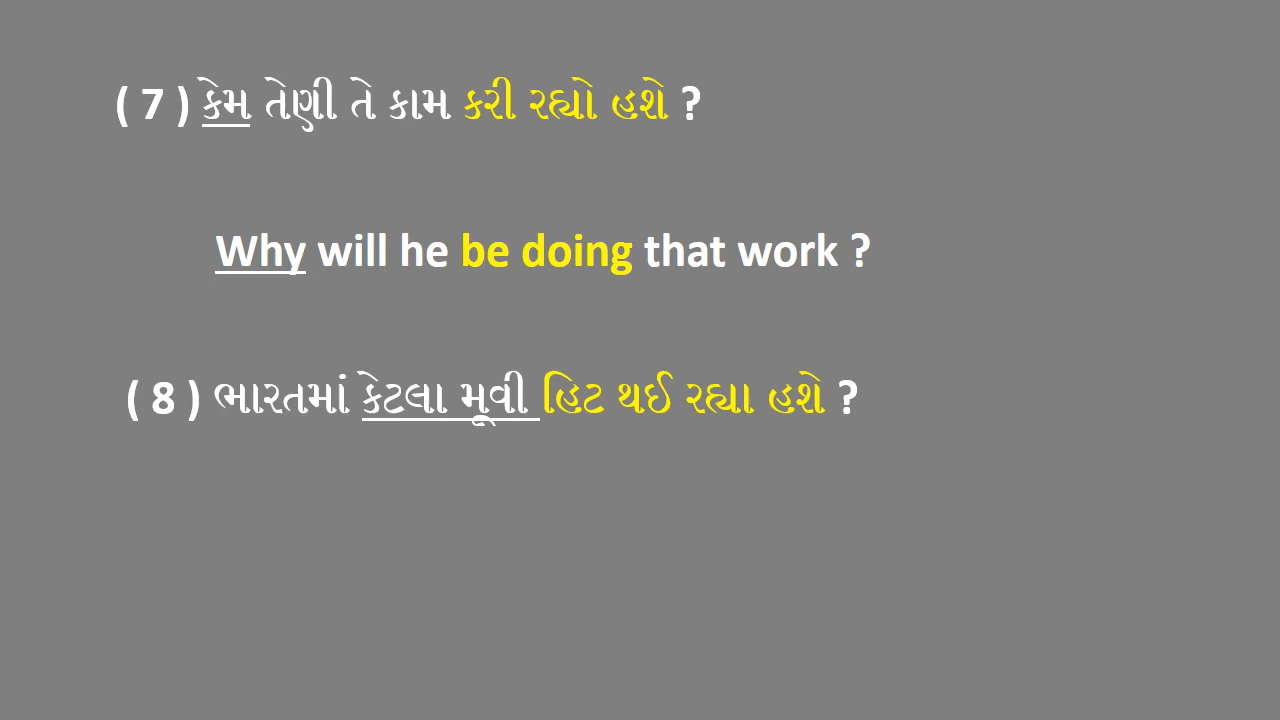 ( 7 ) કેમ તેણી તે કામ કરી રહ્યો હશે ?
Why will he be doing that work ?
( 8 ) ભારતમાં કેટલા મૂવી હિટ થઈ રહ્યા હશે ?